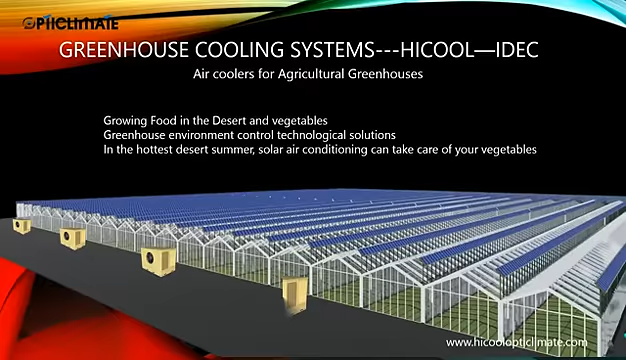 OPTICLIMATE
GREENHOUSE COOLING SYSTEMS---HICOOL—IDEC
Air coolers for Agricultural Greenhouses
Growing Food in the Desert and vegetables
Greenhouse environment control technological solutions
In the hottest desert summer, solar air conditioning can take care of your vegetables
www.hicoolopticlimate.com